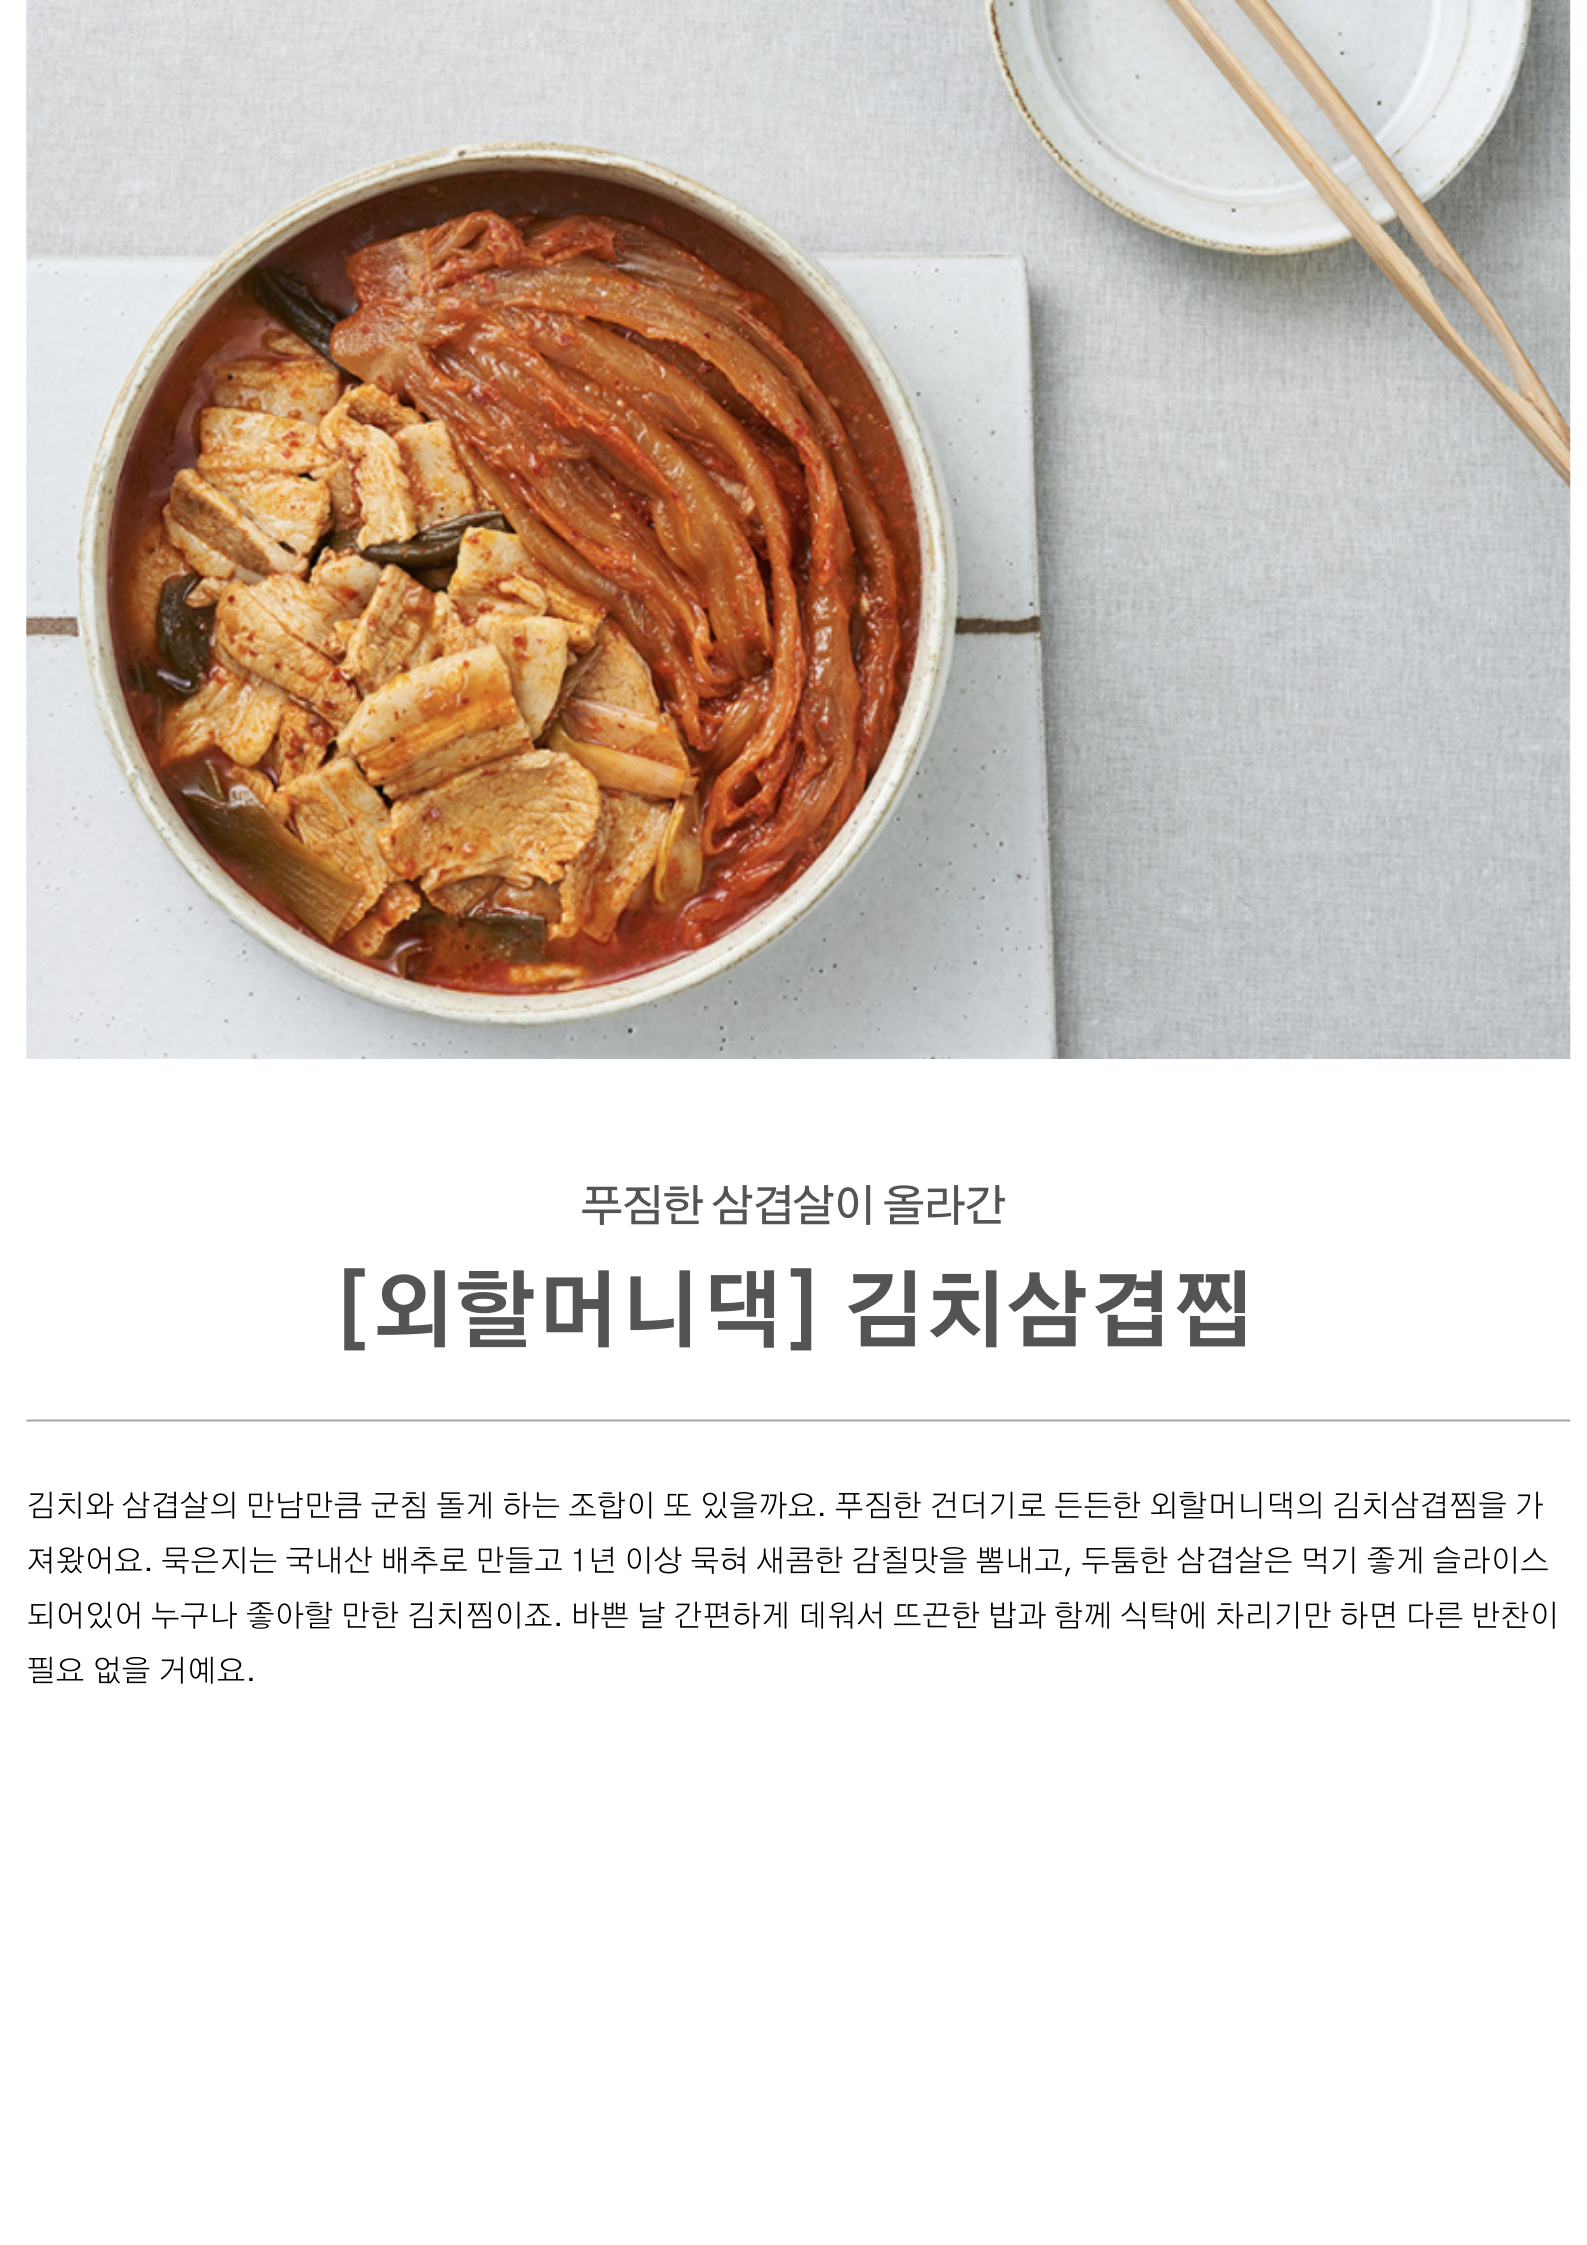 푸짐한 삼겹살이 올라간
[외할머니댁] 김치삼겹찝
김치와 삼겹살의 만남만큼 군침 돌게 하는 조합이 또 있을까요. 푸짐한 건더기로 든든한 외할머니댁의 김치삼겹찜을 가
져왔어요. 묵은지는 국내산 배추로 만들고 1년 이상 묵혀 새콤한 감칠맛을 뽐내고, 두툼한 삼겹살은 먹기 좋게 슬라이스
되어있어 누구나 좋아할 만한 김치찜이죠. 바쁜 날 간편하게 데워서 뜨끈한 밥과 함께 식탁에 차리기만 하면 다른 반찬이
필요 없을 거예요.